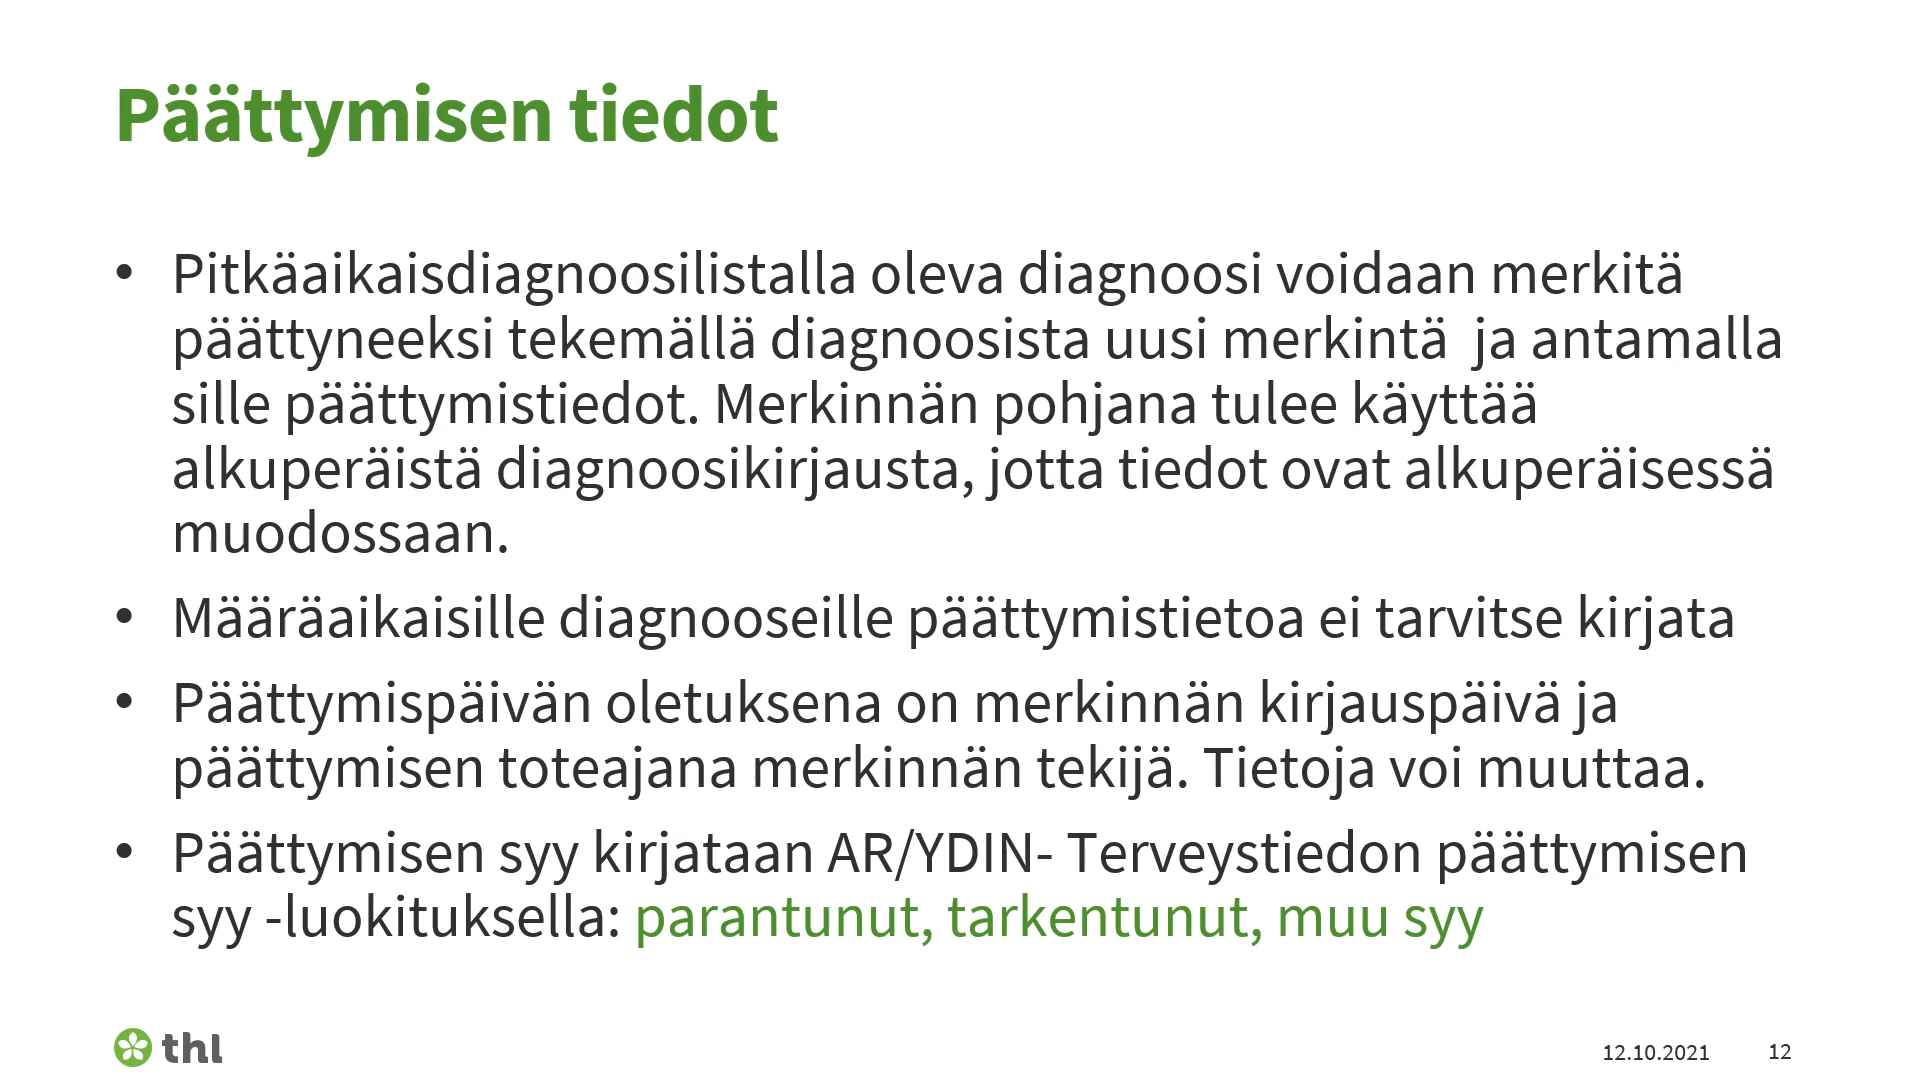 Päättymisen tiedot
• Pitkäaikaisdiagnoosilistalla oleva diagnoosi voidaan merkitä
päättyneeksi tekemällä diagnoosista uusi merkintä  ja antamalla
sille päättymistiedot. Merkinnän pohjana tulee käyttää
alkuperäistä diagnoosikirjausta, jotta tiedot ovat alkuperäisessä
muodossaan.
• Määräaikaisille diagnooseille päättymistietoa ei tarvitse kirjata
• Päättymispäivän oletuksena on merkinnän kirjauspäivä ja
päättymisen toteajana merkinnän tekijä. Tietoja voi muuttaa.
• Päättymisen syy kirjataan AR/YDIN- Terveystiedon päättymisen
syy -luokituksella: parantunut, tarkentunut, muu syy
thl
12.10.2021 12